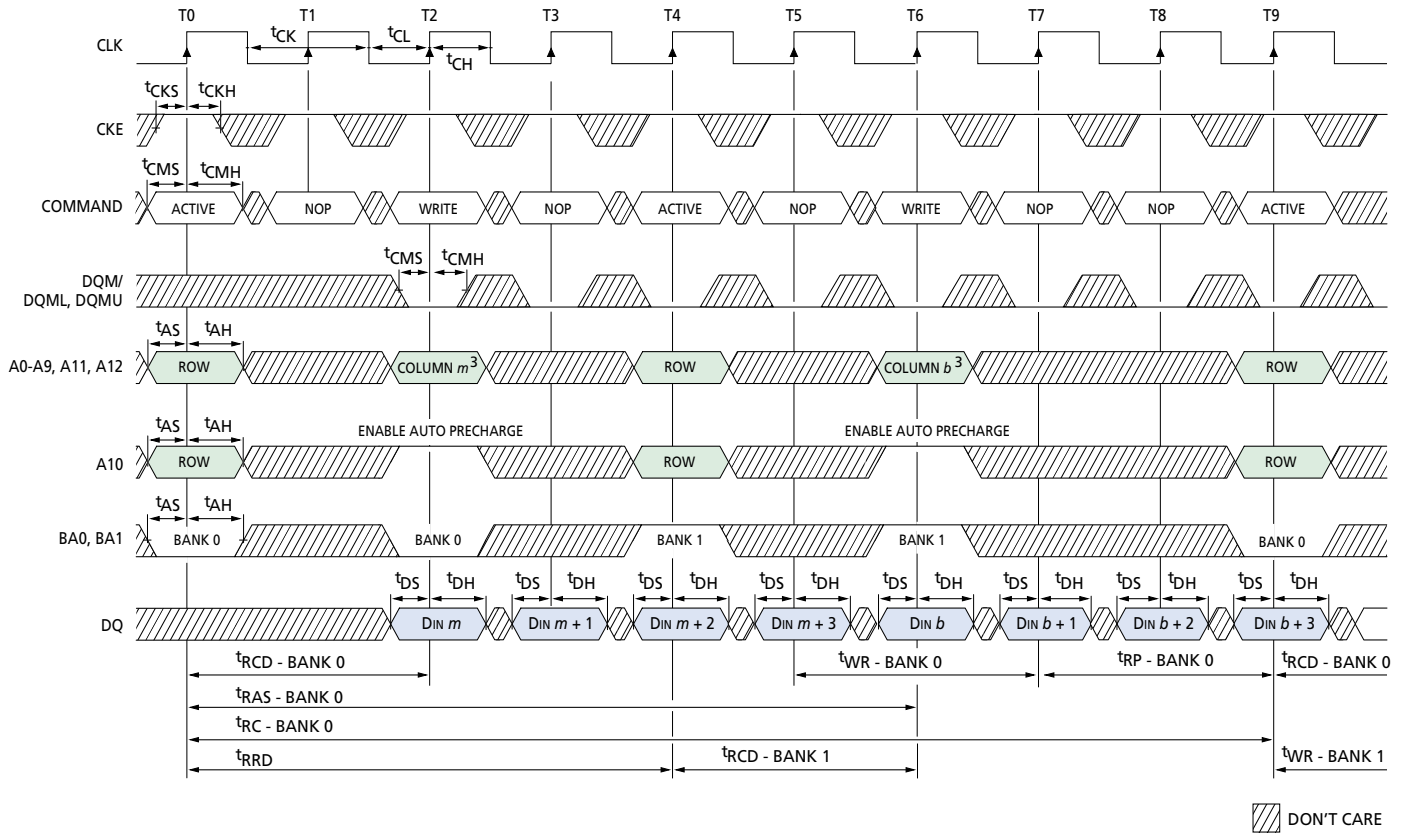 T0 T1 T2 T3 T4 T5 T6 T7 T8 T9
CLK
tCK tCL
tCH
tCKS tCKH
CKE
tCMS tCMH
COMMAND ACTIVE NOP WRITE NOP ACTIVE NOP WRITE NOP NOP ACTIVE
tCMS tCMH
DQM/
DQML, DQMU
tAS tAH
A0-A9, A11, A12 ROW COLUMN m3 ROW COLUMN b3 ROW
tAS tAH
ENABLE AUTO PRECHARGE ENABLE AUTO PRECHARGE
A10 ROW ROW ROW
tAS tAH
BA0, BA1 BANK 0 BANK 0 BANK 1 BANK 1 BANK 0
tDS tDH tDS tDH tDS tDH tDS tDH tDS tDH tDS tDH tDS tDH tDS tDH
DQ DIN m DIN m + 1 DIN m + 2 DIN m + 3 DIN b DIN b + 1 DIN b + 2 DIN b + 3
tRCD - BANK 0 tWR - BANK 0 tRP - BANK 0 tRCD - BANK 0
tRAS - BANK 0
tRC - BANK 0
tRRD tRCD - BANK 1 tWR - BANK 1
DON'T CARE